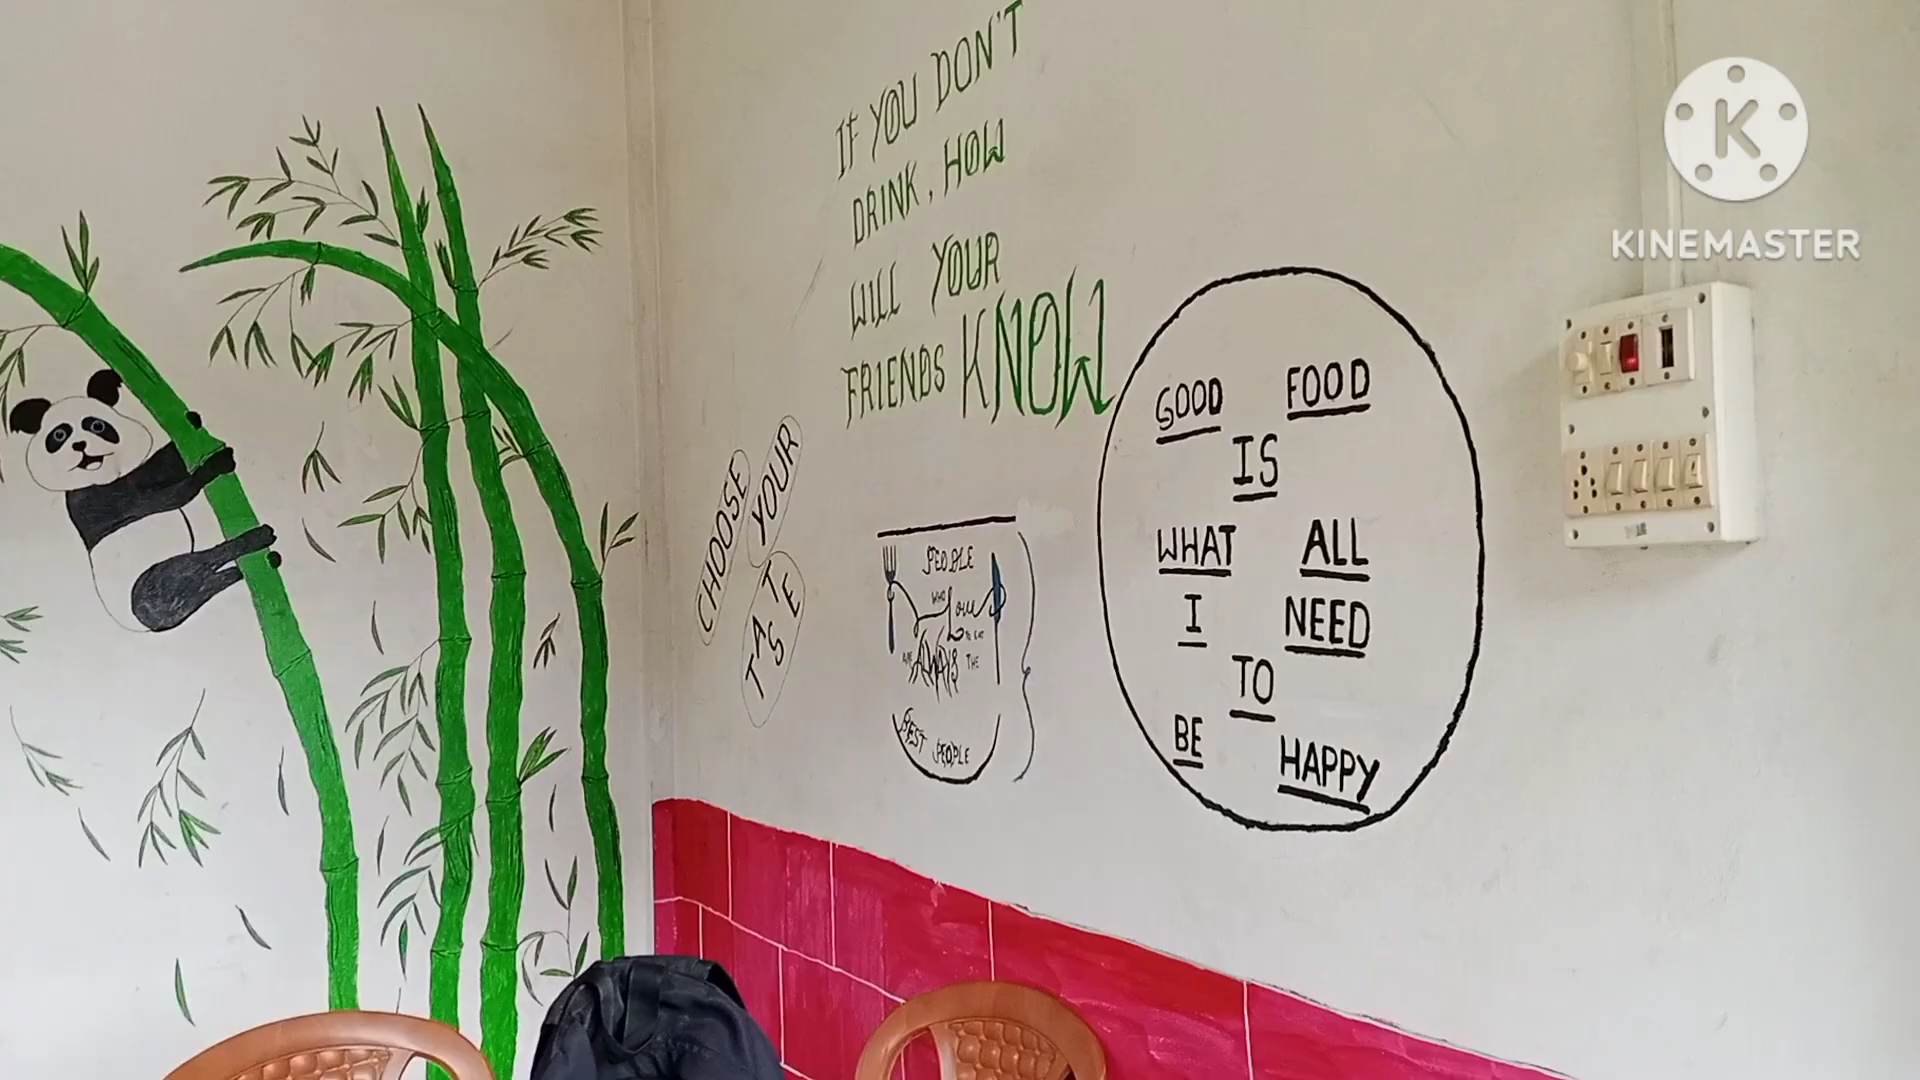 IF YOU DON'T
DRINK, HOW
WILL YOUR
FRIENDS KNOW
CHOOSE
YOUR
TASTE
PEOPLE
WHO Love
TO EAT
ARE ALWAYS THE
BEST PEOPLE
GOOD FOOD
IS
WHAT ALL
I NEED
TO
BE HAPPY
K
KINEMASTER